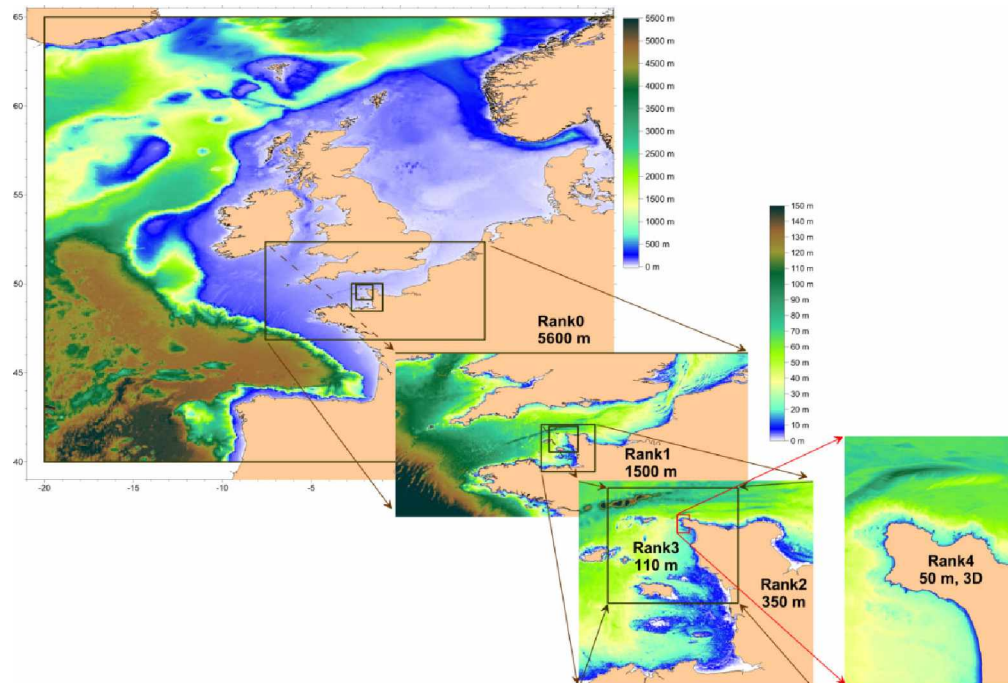 65
60
55
50
45
40
-20
-15
-10
-5
5500 m
5000 m
4500 m
4000 m
3500 m
3000 m
2500 m
2000 m
1500 m
1000 m
500 m
0 m
Rank0
5600 m
150 m
140 m
130 m
120 m
110 m
100 m
90 m
80 m
70 m
60 m
50 m
40 m
30 m
20 m
10 m
0 m
Rank1
1500 m
Rank3
110 m
Rank2
350 m
Rank4
50 m, 3D